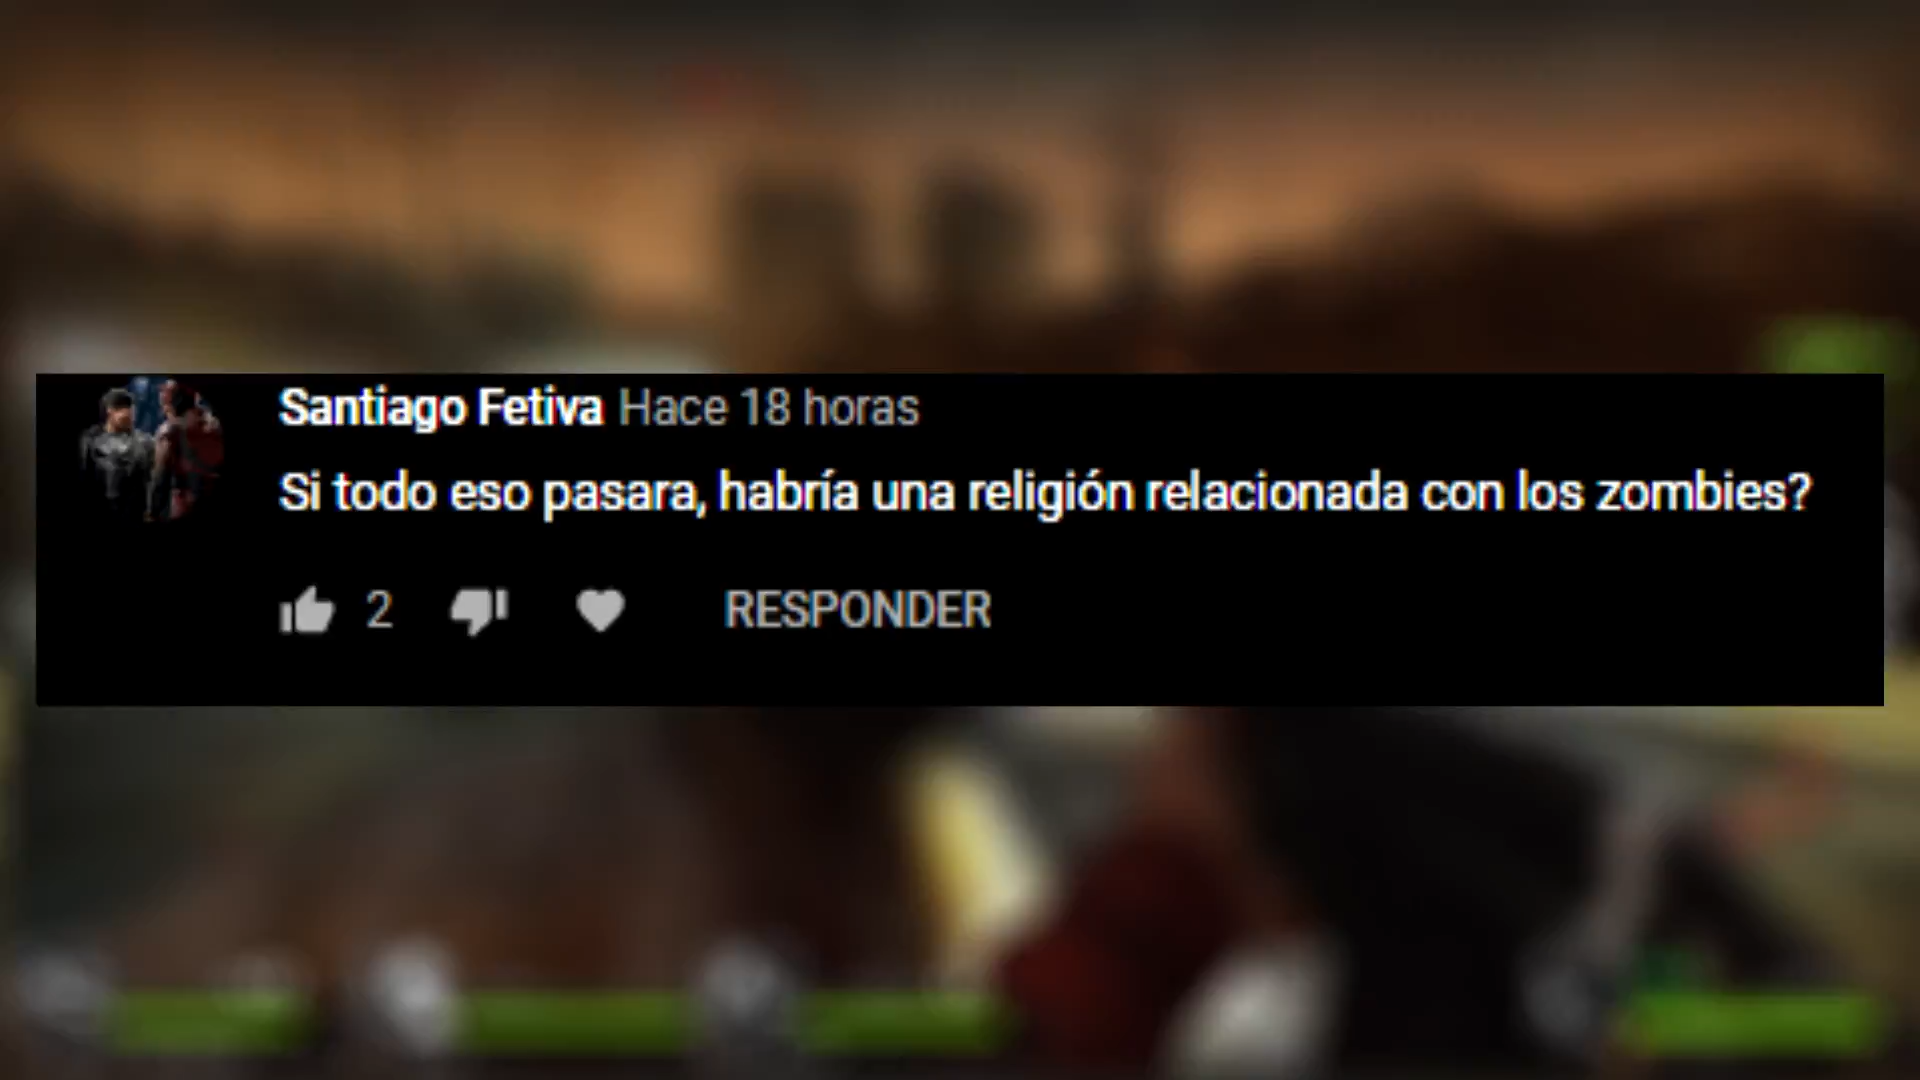 Santiago Fetiva Hace 18 horas
Si todo eso pasara, habría una religión relacionada con los zombies?
2 RESPONDER